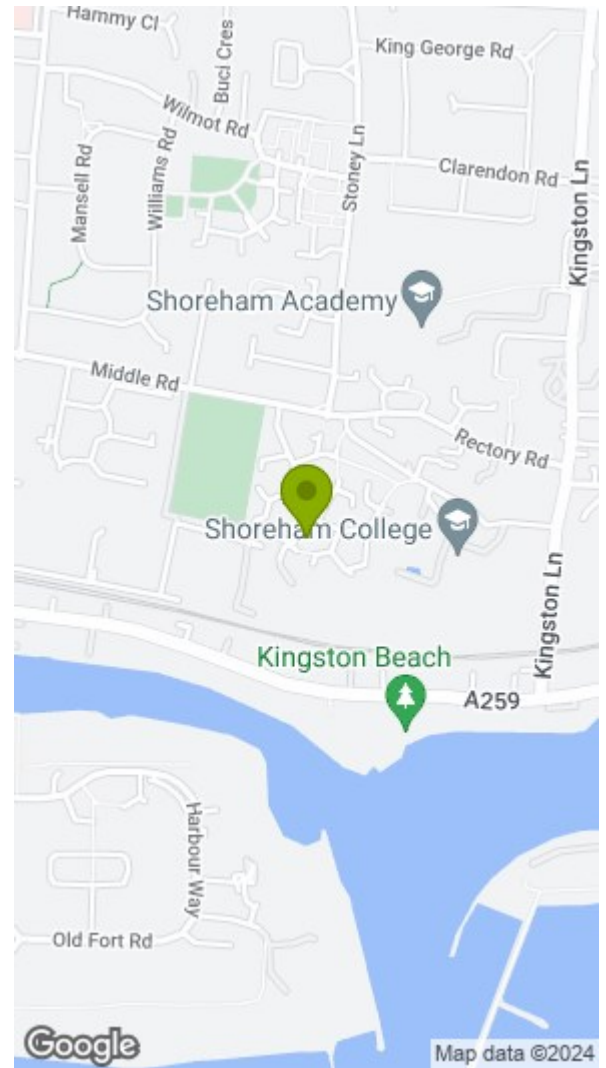 Hammy Cl
Buci Cres
King George Rd
Wilmot Rd
Stoney Ln
Clarendon Rd
Mansell Rd
Williams Rd
Kingston Ln
Shoreham Academy
Middle Rd
Rectory Rd
Shoreham College
Kingston Ln
Kingston Beach
A259
Harbour Way
Old Fort Rd
Google
Map data ©2024